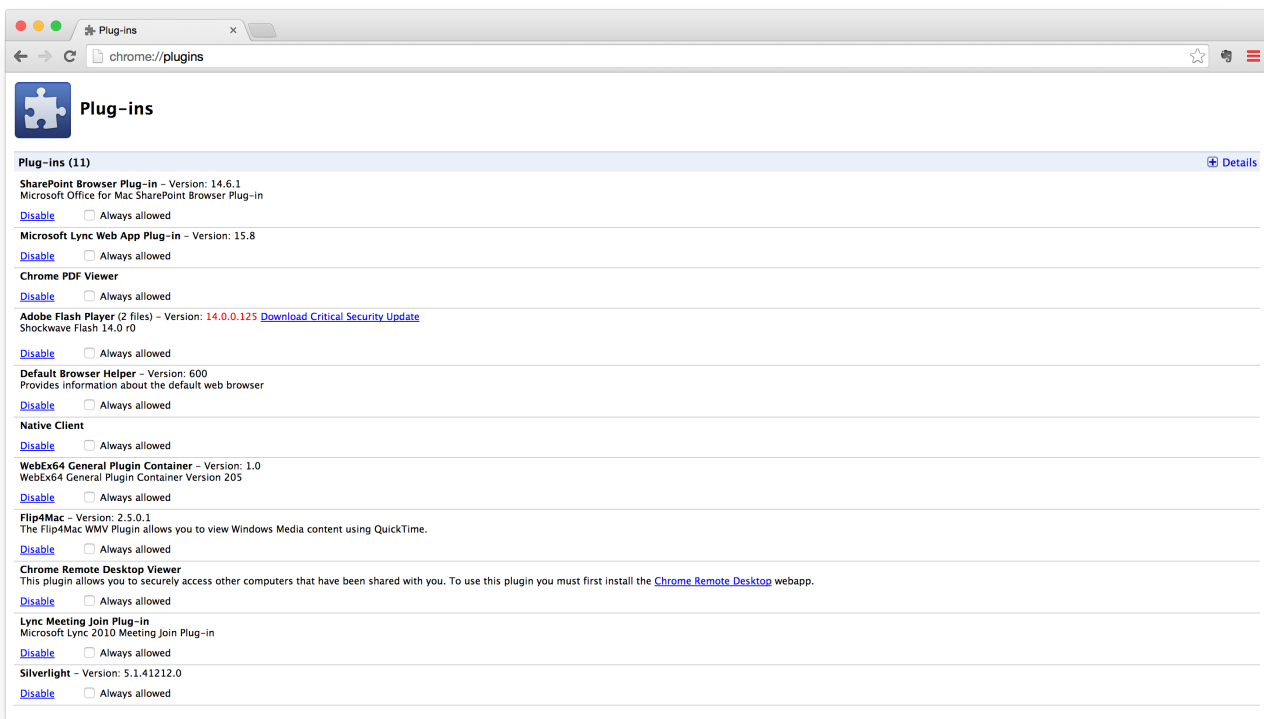 Plug-ins
chrome://plugins
Plug-ins
Plug-ins (11) Details
SharePoint Browser Plug-in – Version: 14.6.1
Microsoft Office for Mac SharePoint Browser Plug-in
Disable Always allowed
Microsoft Lync Web App Plug-in – Version: 15.8
Disable Always allowed
Chrome PDF Viewer
Disable Always allowed
Adobe Flash Player (2 files) – Version: 14.0.0.125 Download Critical Security Update
Shockwave Flash 14.0 r0
Disable Always allowed
Default Browser Helper – Version: 600
Provides information about the default web browser
Disable Always allowed
Native Client
Disable Always allowed
WebEx64 General Plugin Container – Version: 1.0
WebEx64 General Plugin Container Version 205
Disable Always allowed
Flip4Mac – Version: 2.5.0.1
The Flip4Mac WMV Plugin allows you to view Windows Media content using QuickTime.
Disable Always allowed
Chrome Remote Desktop Viewer
This plugin allows you to securely access other computers that have been shared with you. To use this plugin you must first install the Chrome Remote Desktop webapp.
Disable Always allowed
Lync Meeting Join Plug-in
Microsoft Lync 2010 Meeting Join Plug-in
Disable Always allowed
Silverlight – Version: 5.1.41212.0
Disable Always allowed